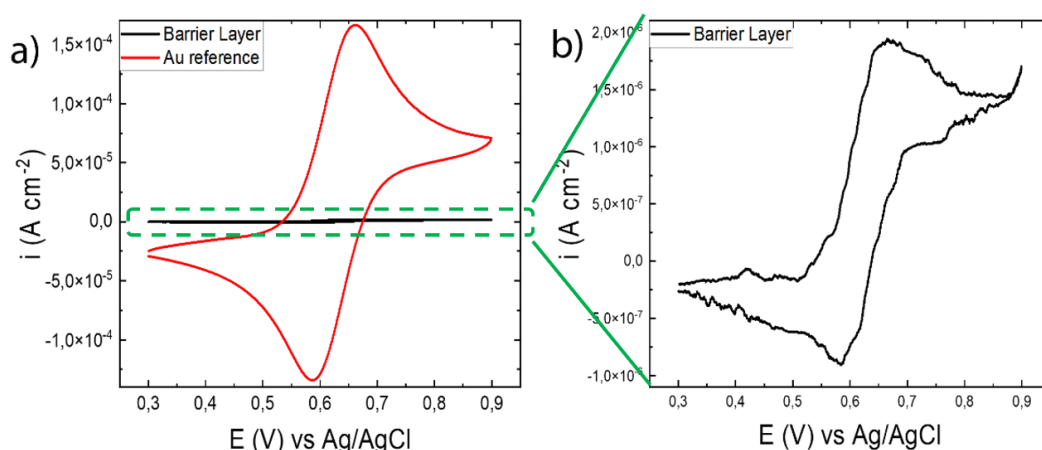 a)
Barrier Layer
Au reference
1,5x10⁻⁴
1,0x10⁻⁴
5,0x10⁻⁵
0,0
-5,0x10⁻⁵
-1,0x10⁻⁴
i (A cm⁻²)
0,3 0,4 0,5 0,6 0,7 0,8 0,9
E (V) vs Ag/AgCl
b)
Barrier Layer
2,0x10⁻⁶
1,5x10⁻⁶
1,0x10⁻⁶
5,0x10⁻⁷
0,0
-5,0x10⁻⁷
-1,0x10⁻⁶
i (A cm⁻²)
0,3 0,4 0,5 0,6 0,7 0,8 0,9
E (V) vs Ag/AgCl